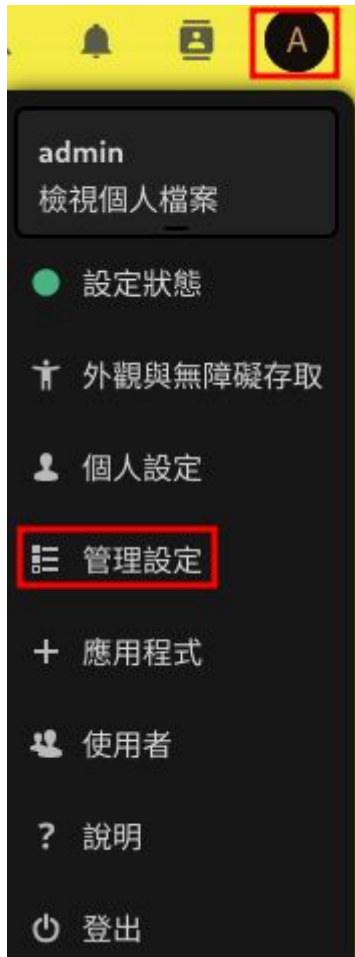 A
admin
檢視個人檔案
設定狀態
外觀與無障礙存取
個人設定
管理設定
應用程式
使用者
? 說明
登出